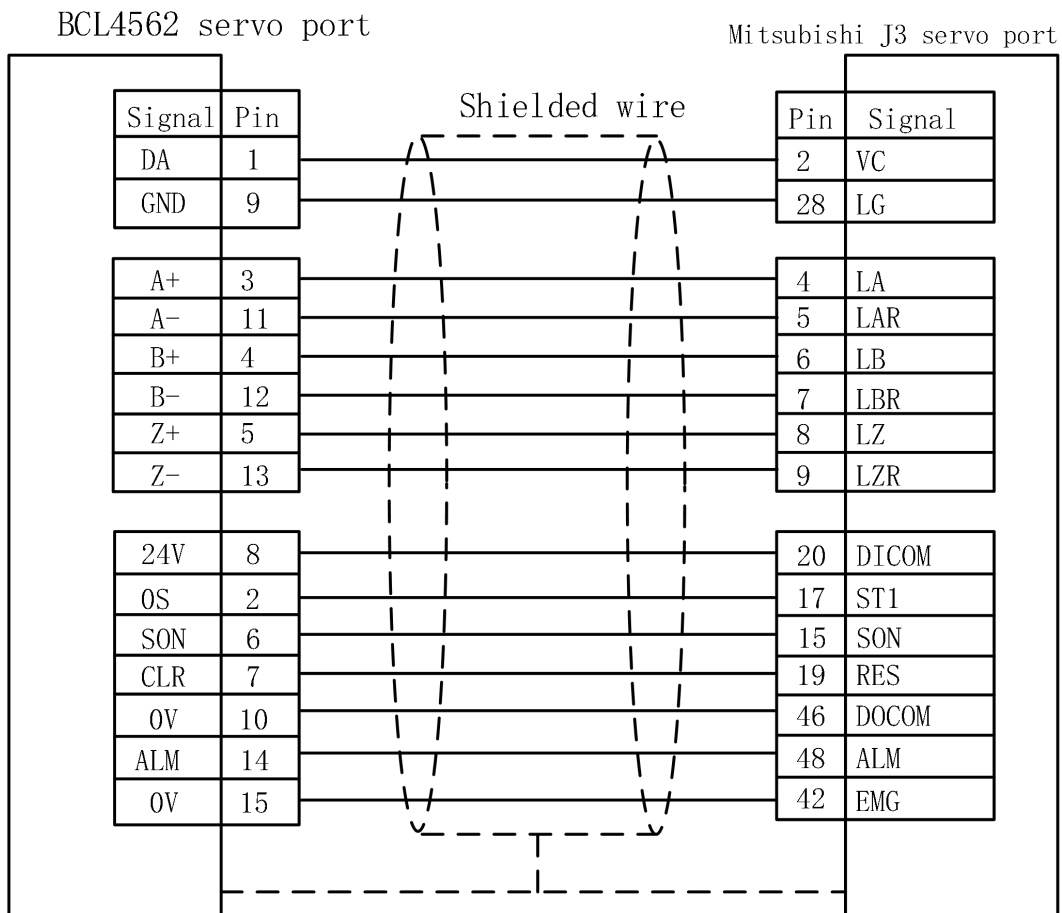 BCL4562 servo port
Mitsubishi J3 servo port
Shielded wire
Signal Pin Pin Signal
DA 1 2 VC
GND 9 28 LG
A+ 3 4 LA
A- 11 5 LAR
B+ 4 6 LB
B- 12 7 LBR
Z+ 5 8 LZ
Z- 13 9 LZR
24V 8 20 DICOM
OS 2 17 ST1
SON 6 15 SON
CLR 7 19 RES
0V 10 46 DOCOM
ALM 14 48 ALM
0V 15 42 EMG